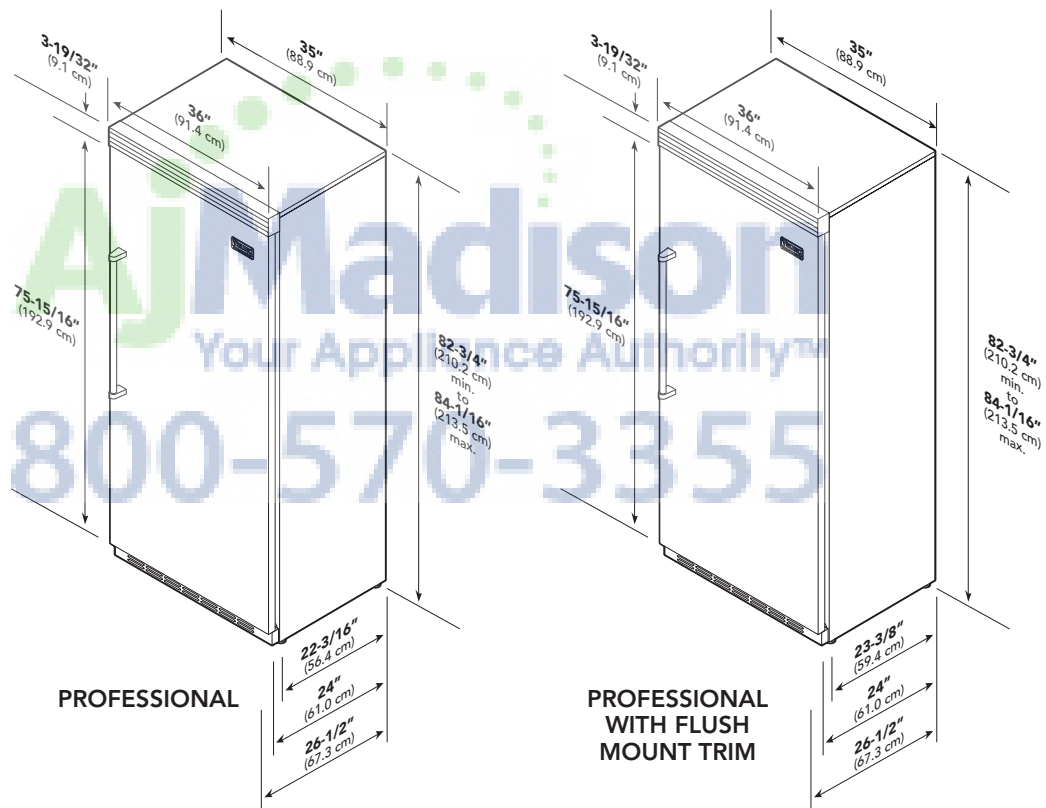 3-19/32"
(9.1 cm)
35"
(88.9 cm)
36"
(91.4 cm)
75-15/16"
(192.9 cm)
82-3/4"
(210.2 cm)
min.
to
84-1/16"
(213.5 cm)
max.
22-3/16"
(56.4 cm)
24"
(61.0 cm)
26-1/2"
(67.3 cm)
PROFESSIONAL
3-19/32"
(9.1 cm)
35"
(88.9 cm)
36"
(91.4 cm)
75-15/16"
(192.9 cm)
82-3/4"
(210.2 cm)
min.
to
84-1/16"
(213.5 cm)
max.
23-3/8"
(59.4 cm)
24"
(61.0 cm)
26-1/2"
(67.3 cm)
PROFESSIONAL
WITH FLUSH
MOUNT TRIM
AjMadison
Your Appliance Authority™
800-570-3355